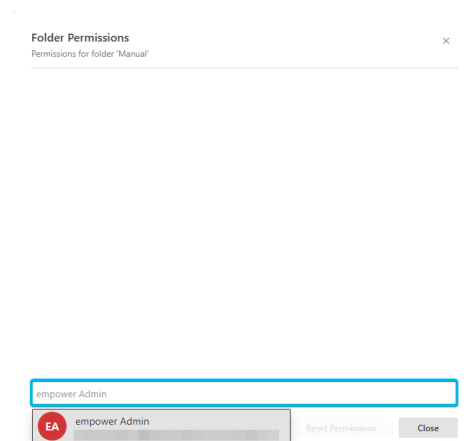 Folder Permissions
Permissions for folder 'Manual'
empower Admin
EA
empower Admin
Reset Permissions
Close